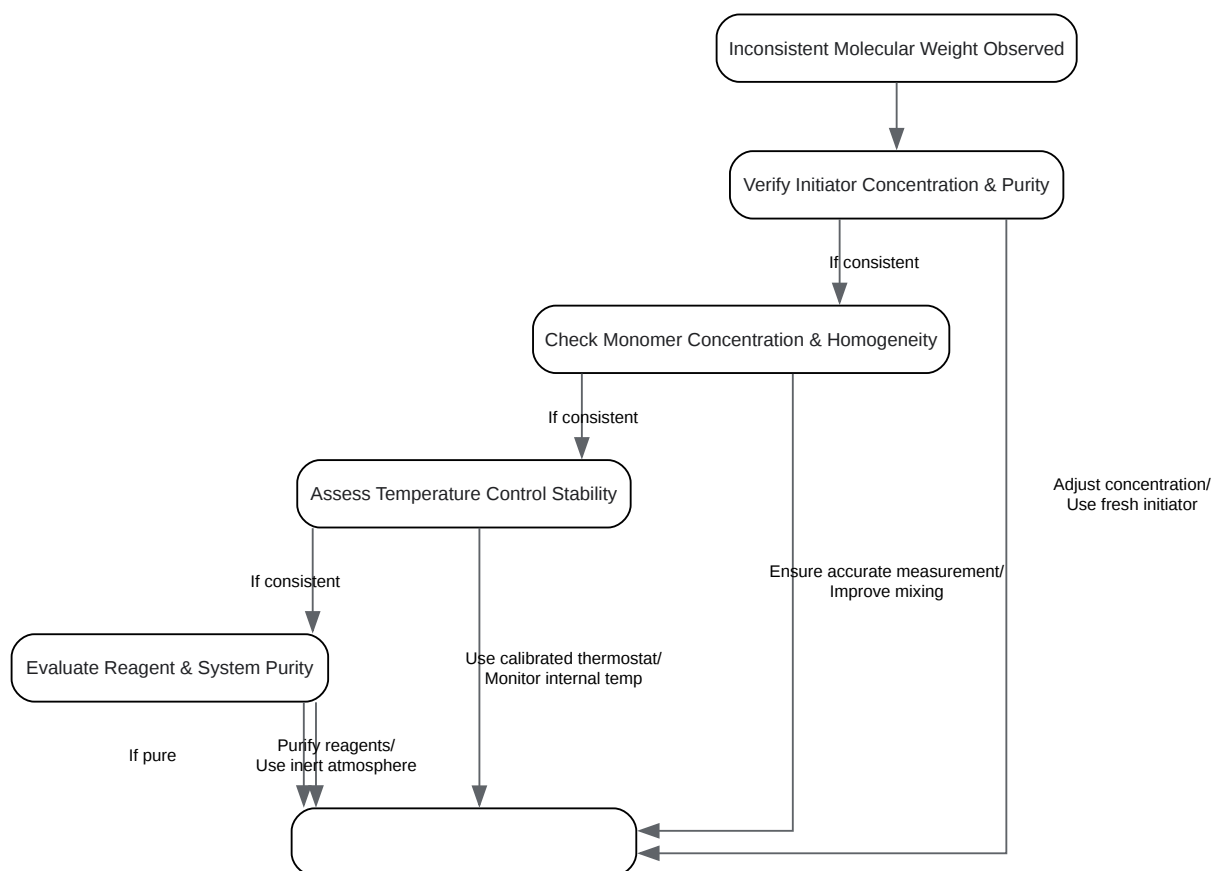 Inconsistent Molecular Weight Observed
Verify Initiator Concentration & Purity
If consistent
Check Monomer Concentration & Homogeneity
If consistent
Assess Temperature Control Stability
Adjust concentration/
Use fresh initiator
If consistent
Ensure accurate measurement/
Improve mixing
Evaluate Reagent & System Purity
Use calibrated thermostat/
Monitor internal temp
If pure
Purify reagents/
Use inert atmosphere